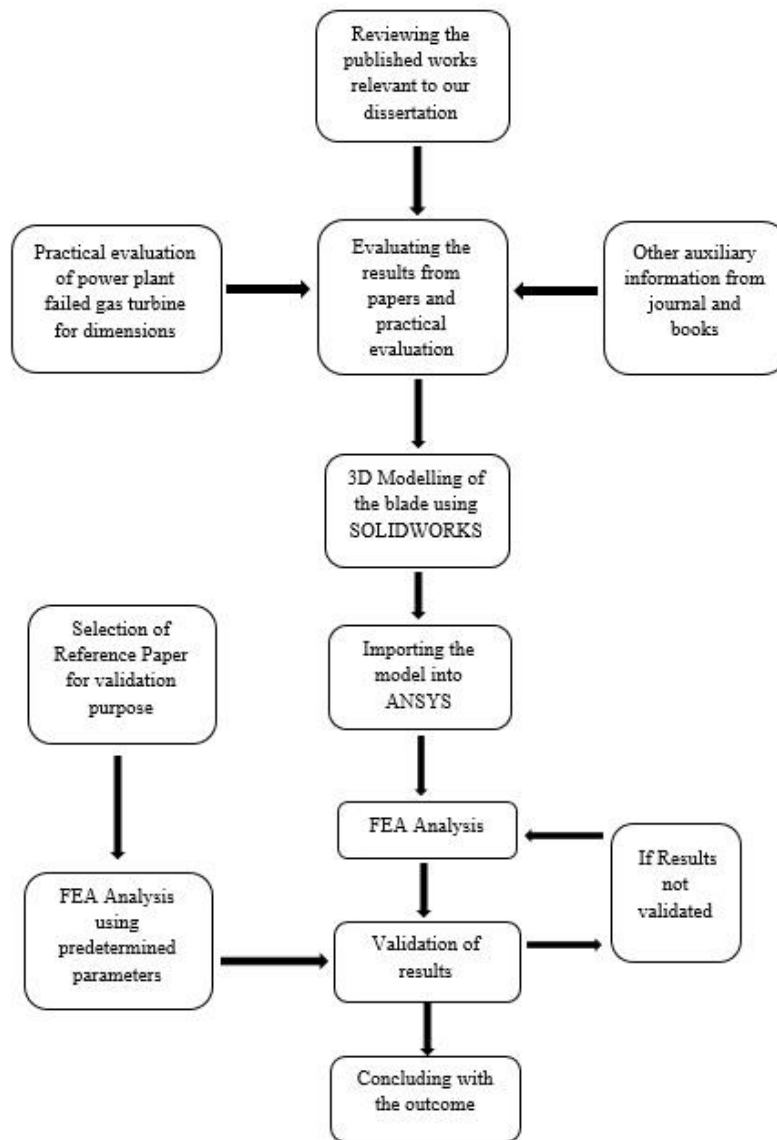 Reviewing the
published works
relevant to our
dissertation
Practical evaluation
of power plant
failed gas turbine
for dimensions
Evaluating the
results from
papers and
practical
evaluation
Other auxiliary
information from
journal and
books
3D Modelling of
the blade using
SOLIDWORKS
Selection of
Reference Paper
for validation
purpose
Importing the
model into
ANSYS
FEA Analysis
If Results
not
validated
FEA Analysis
using
predetermined
parameters
Validation of
results
Concluding with
the outcome